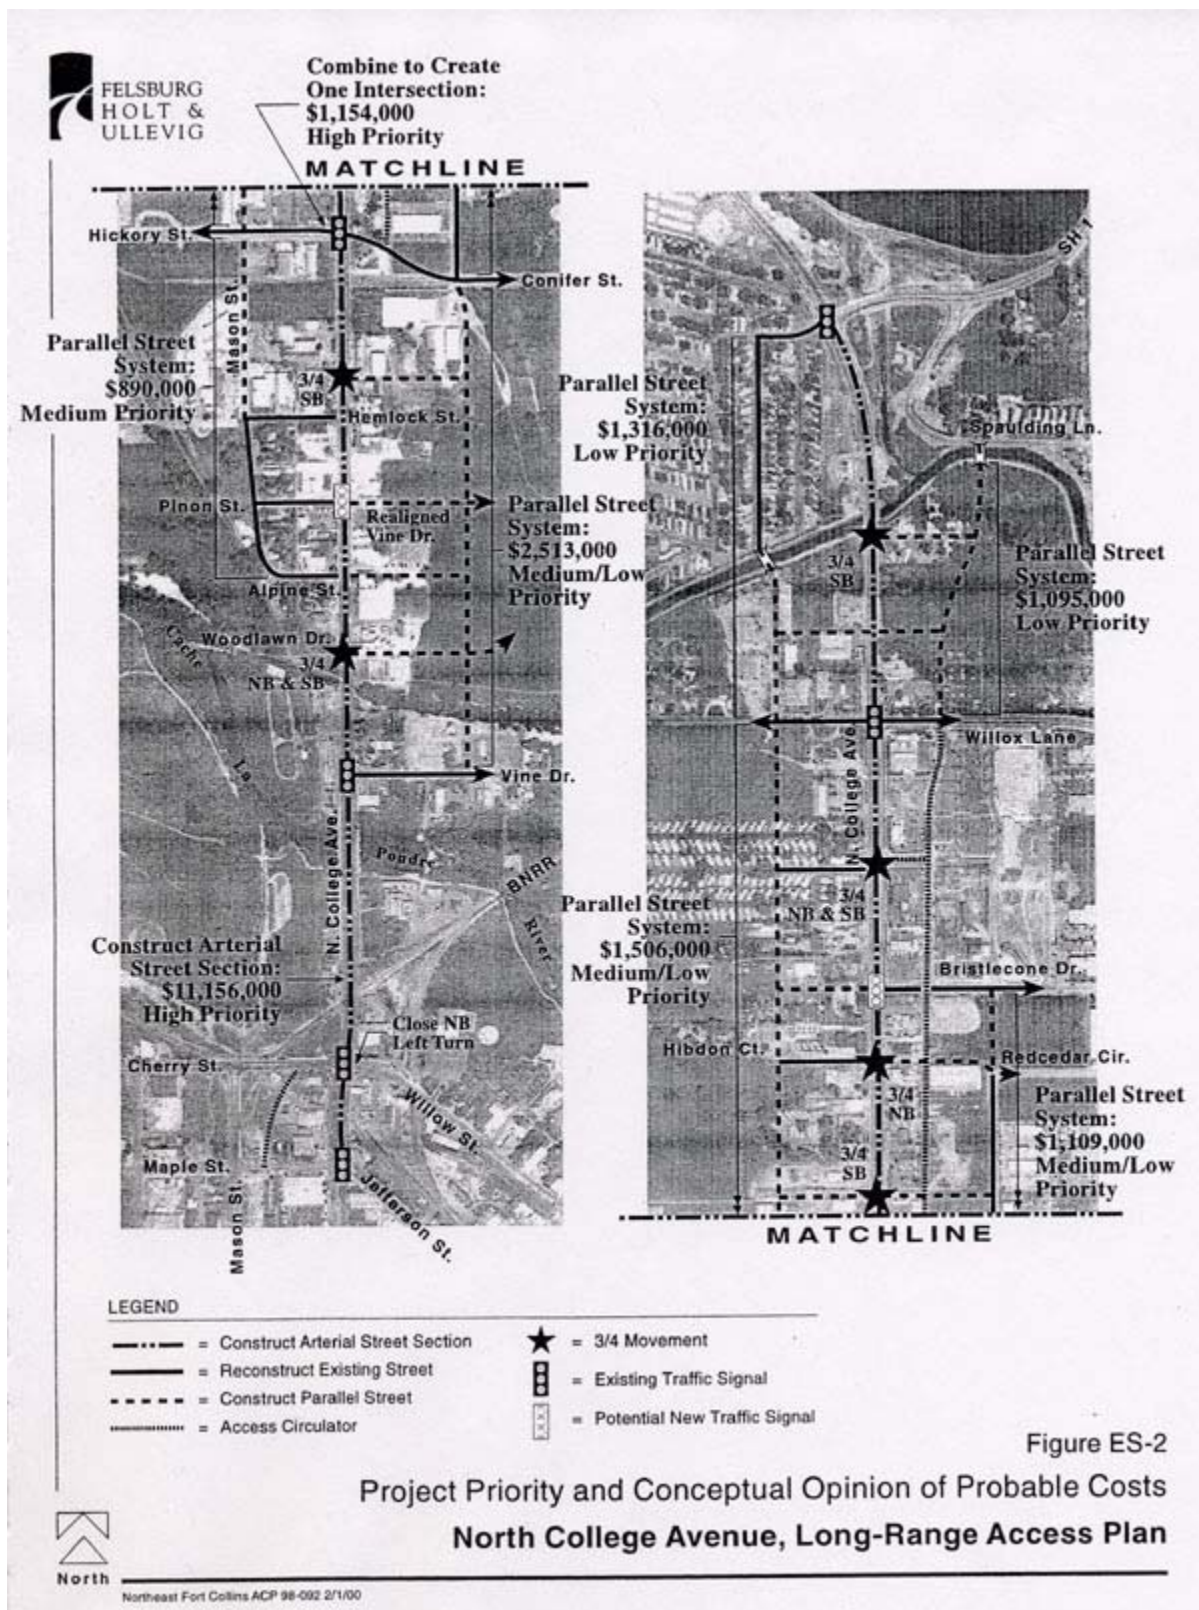 FELSBURG
HOLT &
ULLEVIG
Combine to Create
One Intersection:
$1,154,000
High Priority
MATCHLINE
Hickory St.
Conifer St.
Mason St.
Parallel Street
System:
$890,000
Medium Priority
3/4
SB
Hemlock St.
Pinon St.
Realigned
Vine Dr.
Parallel Street
System:
$2,513,000
Medium/Low
Priority
Alpine St.
Woodlawn Dr.
3/4
NB & SB
Cache
La
Poudre
River
Vine Dr.
N. College Ave.
BNRR
Construct Arterial
Street Section:
$11,156,000
High Priority
Close NB
Left Turn
Cherry St.
Willow St.
Maple St.
Mason St.
Jefferson St.
SH 1
Parallel Street
System:
$1,316,000
Low Priority
Spaulding Ln.
3/4
SB
Parallel Street
System:
$1,095,000
Low Priority
Willox Lane
N. College Ave.
3/4
NB & SB
Parallel Street
System:
$1,506,000
Medium/Low
Priority
Bristlecone Dr.
Hibdon Ct.
Redcedar Cir.
3/4
NB
Parallel Street
System:
$1,109,000
Medium/Low
Priority
3/4
SB
MATCHLINE
LEGEND
= Construct Arterial Street Section
= Reconstruct Existing Street
= Construct Parallel Street
= Access Circulator
= 3/4 Movement
= Existing Traffic Signal
= Potential New Traffic Signal
Figure ES-2
Project Priority and Conceptual Opinion of Probable Costs
North College Avenue, Long-Range Access Plan
North
Northeast Fort Collins ACP 98-092 2/1/00